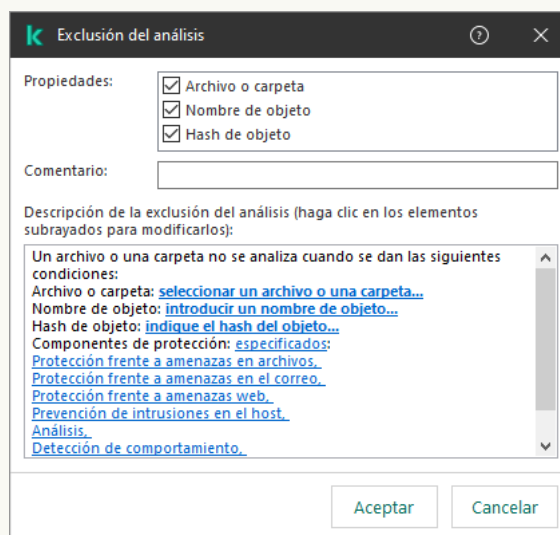 Exclusión del análisis
Propiedades:
Archivo o carpeta
Nombre de objeto
Hash de objeto
Comentario:
Descripción de la exclusión del análisis (haga clic en los elementos
subrayados para modificarlos):
Un archivo o una carpeta no se analiza cuando se dan las siguientes
condiciones:
Archivo o carpeta: seleccionar un archivo o una carpeta...
Nombre de objeto: introducir un nombre de objeto...
Hash de objeto: indique el hash del objeto...
Componentes de protección: especificados:
Protección frente a amenazas en archivos,
Protección frente a amenazas en el correo,
Protección frente a amenazas web,
Prevención de intrusiones en el host,
Análisis,
Detección de comportamiento,
Aceptar
Cancelar